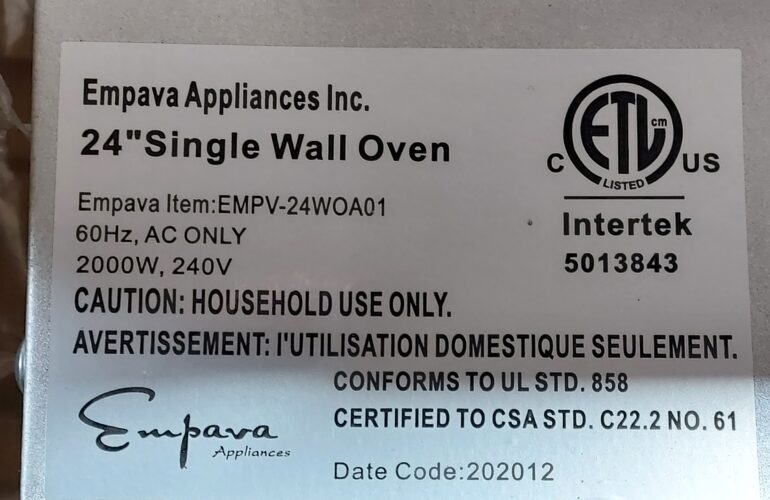 Empava Appliances Inc.
24"Single Wall Oven
Empava Item:EMPV-24WOA01
60Hz, AC ONLY
2000W, 240V
ETL cm
C US
LISTED
Intertek
5013843
CAUTION: HOUSEHOLD USE ONLY.
AVERTISSEMENT: I'UTILISATION DOMESTIQUE SEULEMENT.
CONFORMS TO UL STD. 858
CERTIFIED TO CSA STD. C22.2 NO. 61
Empava
Appliances
Date Code:202012